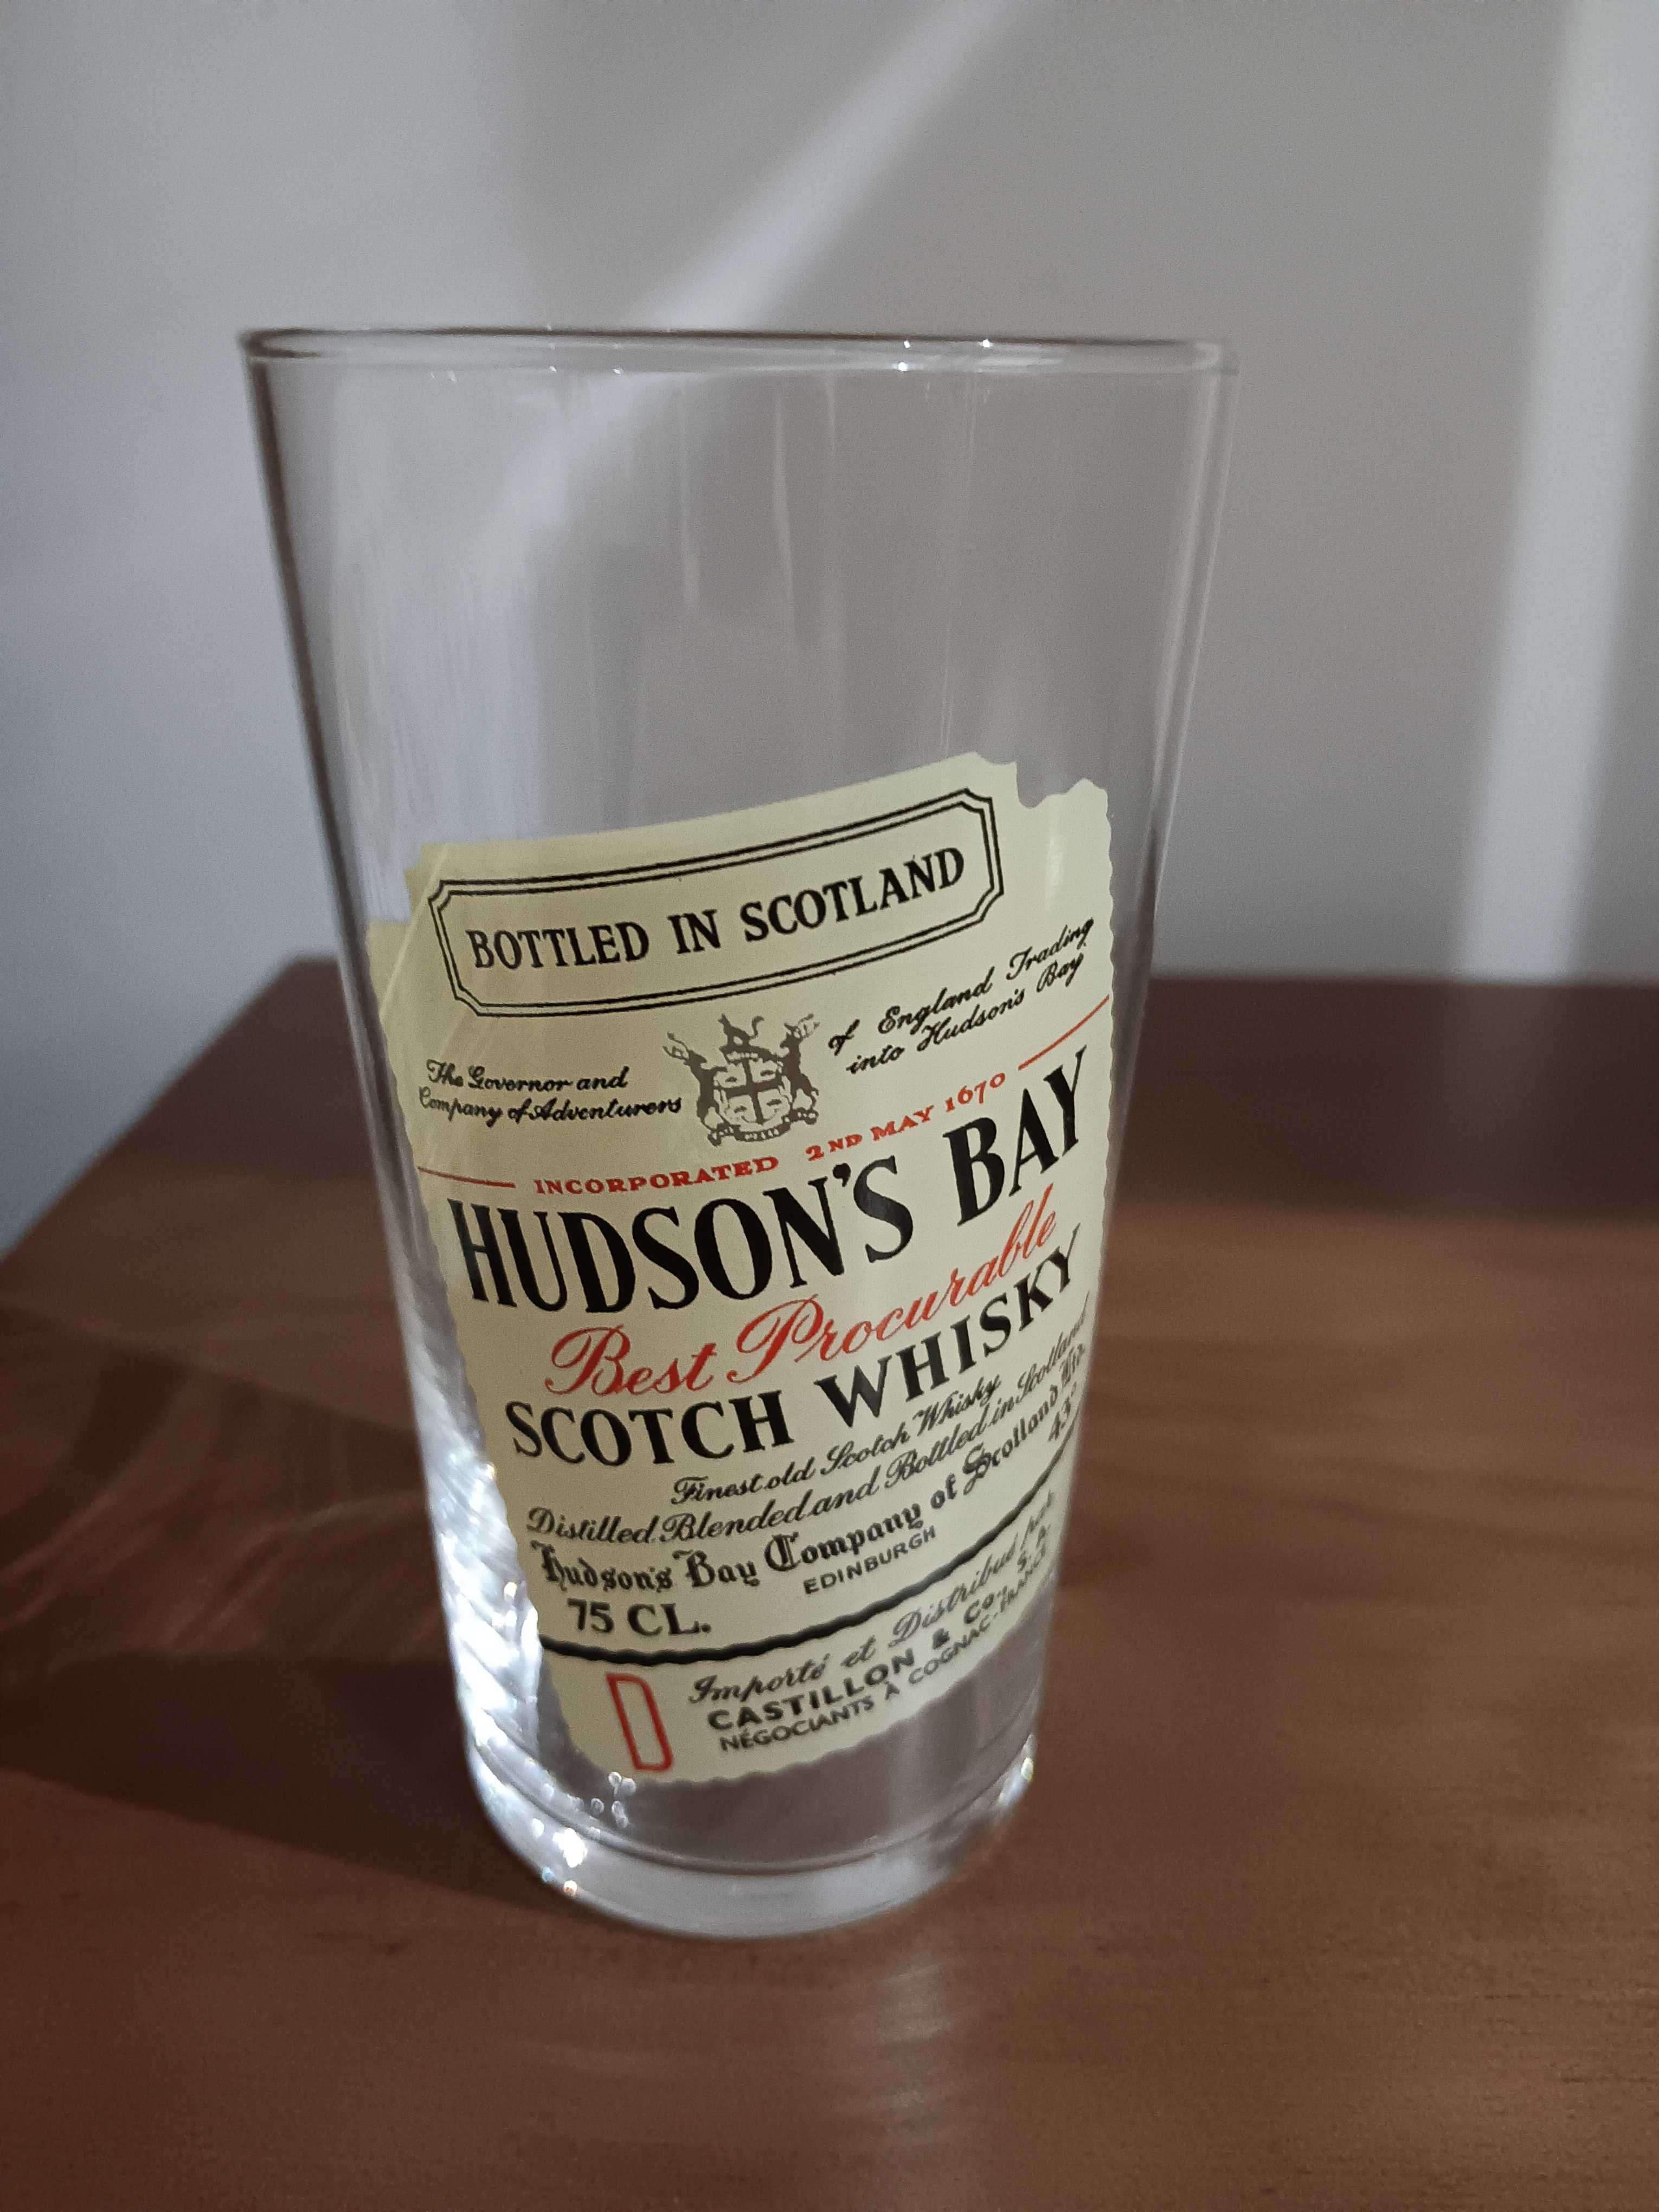 BOTTLED IN SCOTLAND
The Governor and
Company of Adventurers
of England Trading
into Hudson's Bay
INCORPORATED 2ND MAY 1670
HUDSON'S BAY
Best Procurable
SCOTCH WHISKY
Finest old Scotch Whisky
Distilled, Blended and Bottled in Scotland
Hudson's Bay Company of Scotland Ltd.
EDINBURGH
75 CL. 43°
D
Importé et Distribué par
CASTILLON & Co., S.A.
NÉGOCIANTS À COGNAC-FRANCE